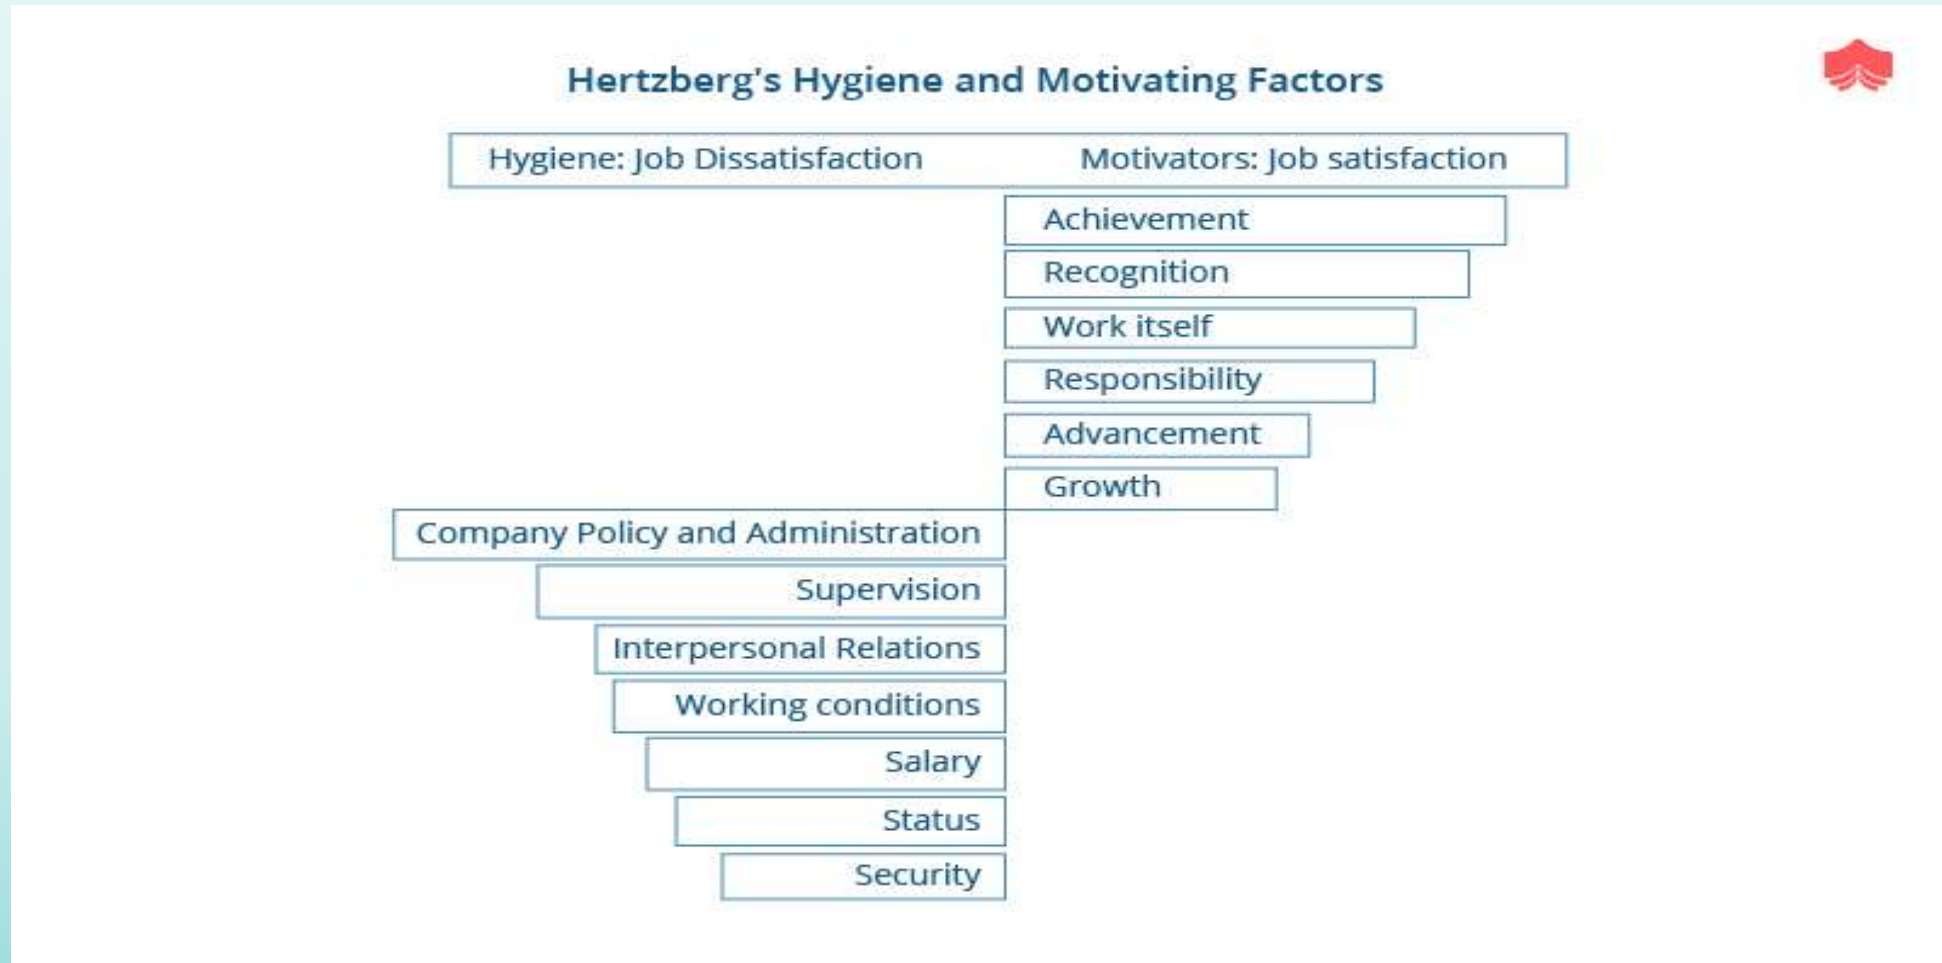 Hertzberg's Hygiene and Motivating Factors
Hygiene: Job Dissatisfaction Motivators: Job satisfaction
Achievement
Recognition
Work itself
Responsibility
Advancement
Growth
Company Policy and Administration
Supervision
Interpersonal Relations
Working conditions
Salary
Status
Security